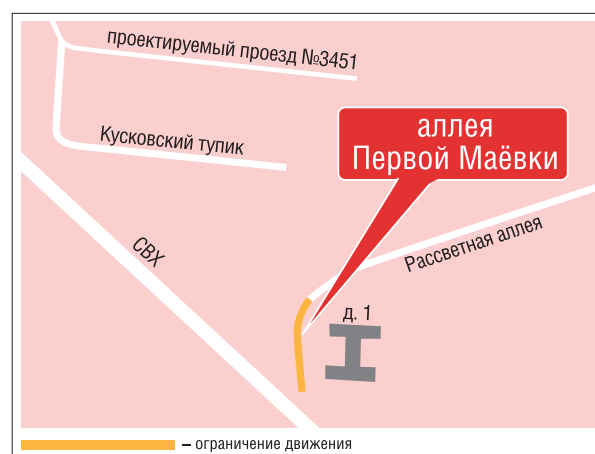 проектируемый проезд №3451
Кусковский тупик
аллея
Первой Маёвки
СВХ
Рассветная аллея
д. 1
– ограничение движения